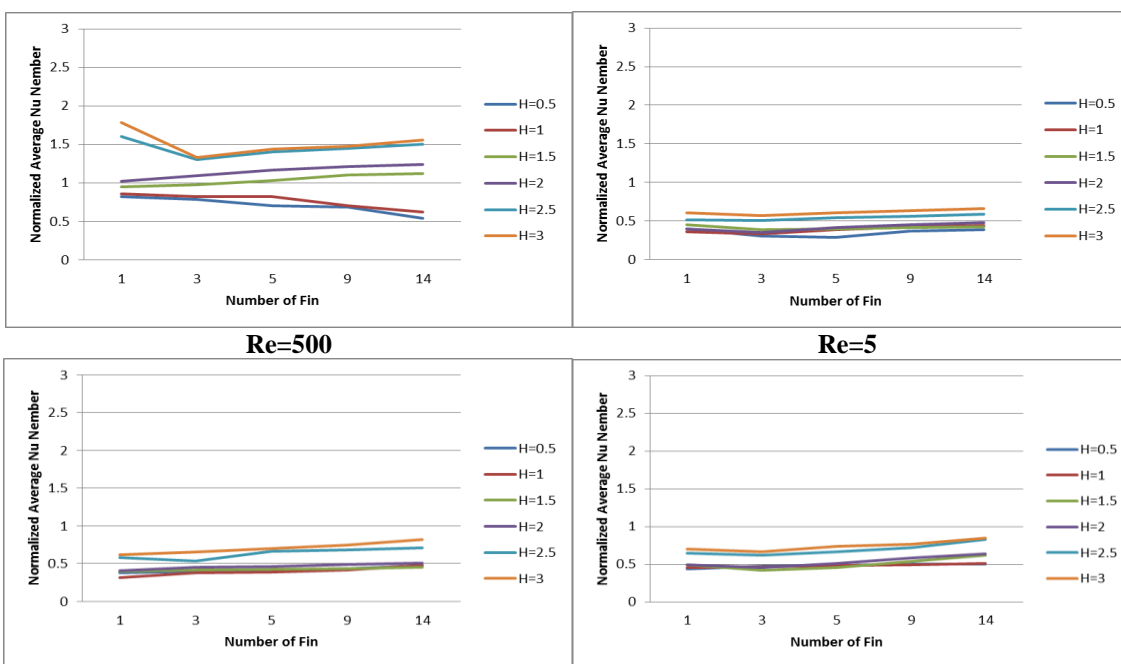 Normalized Average Nu Nember
3
2.5
2
1.5
1
0.5
0
1 3 5 9 14
Number of Fin
H=0.5
H=1
H=1.5
H=2
H=2.5
H=3
Re=500
Normalized Average Nu Nember
3
2.5
2
1.5
1
0.5
0
1 3 5 9 14
Number of Fin
H=0.5
H=1
H=1.5
H=2
H=2.5
H=3
Re=5
Normalized Average Nu Nember
3
2.5
2
1.5
1
0.5
0
1 3 5 9 14
Number of Fin
H=0.5
H=1
H=1.5
H=2
H=2.5
H=3
Normalized Average Nu Nember
3
2.5
2
1.5
1
0.5
0
1 3 5 9 14
Number of Fin
H=0.5
H=1
H=1.5
H=2
H=2.5
H=3